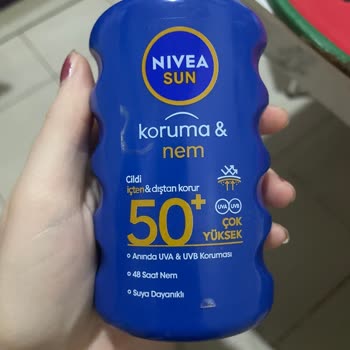 NIVEA
SUN
koruma &
nem
Cildi
içten & dıştan korur
50+
UVA UVB
ÇOK
YÜKSEK
Anında UVA & UVB Koruması
48 Saat Nem
Suya Dayanıklı